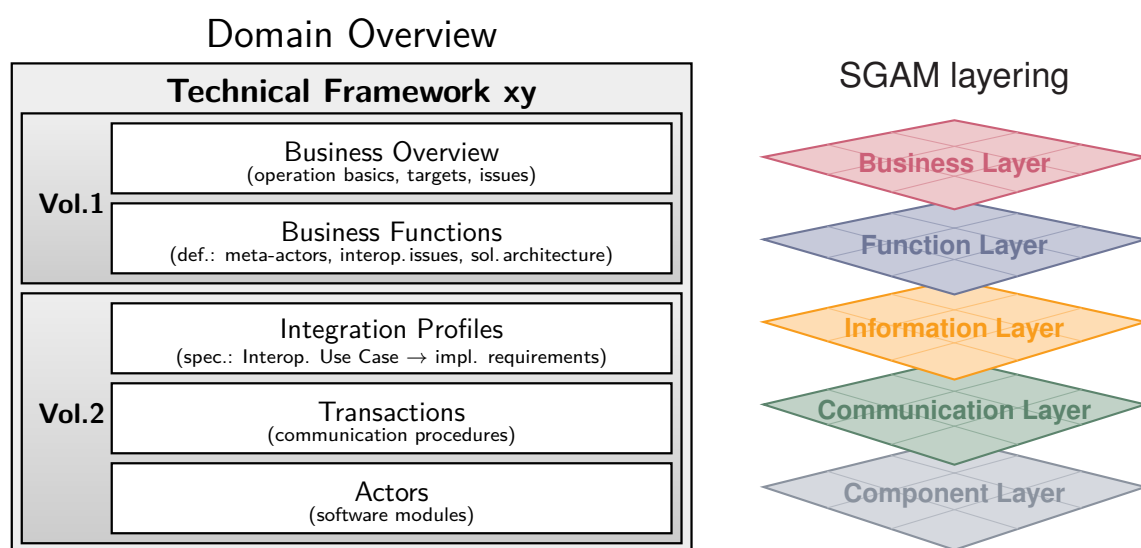 Domain Overview
Technical Framework xy
Vol.1
Business Overview
(operation basics, targets, issues)
Business Functions
(def.: meta-actors, interop. issues, sol. architecture)
Vol.2
Integration Profiles
(spec.: Interop. Use Case → impl. requirements)
Transactions
(communication procedures)
Actors
(software modules)
SGAM layering
Business Layer
Function Layer
Information Layer
Communication Layer
Component Layer